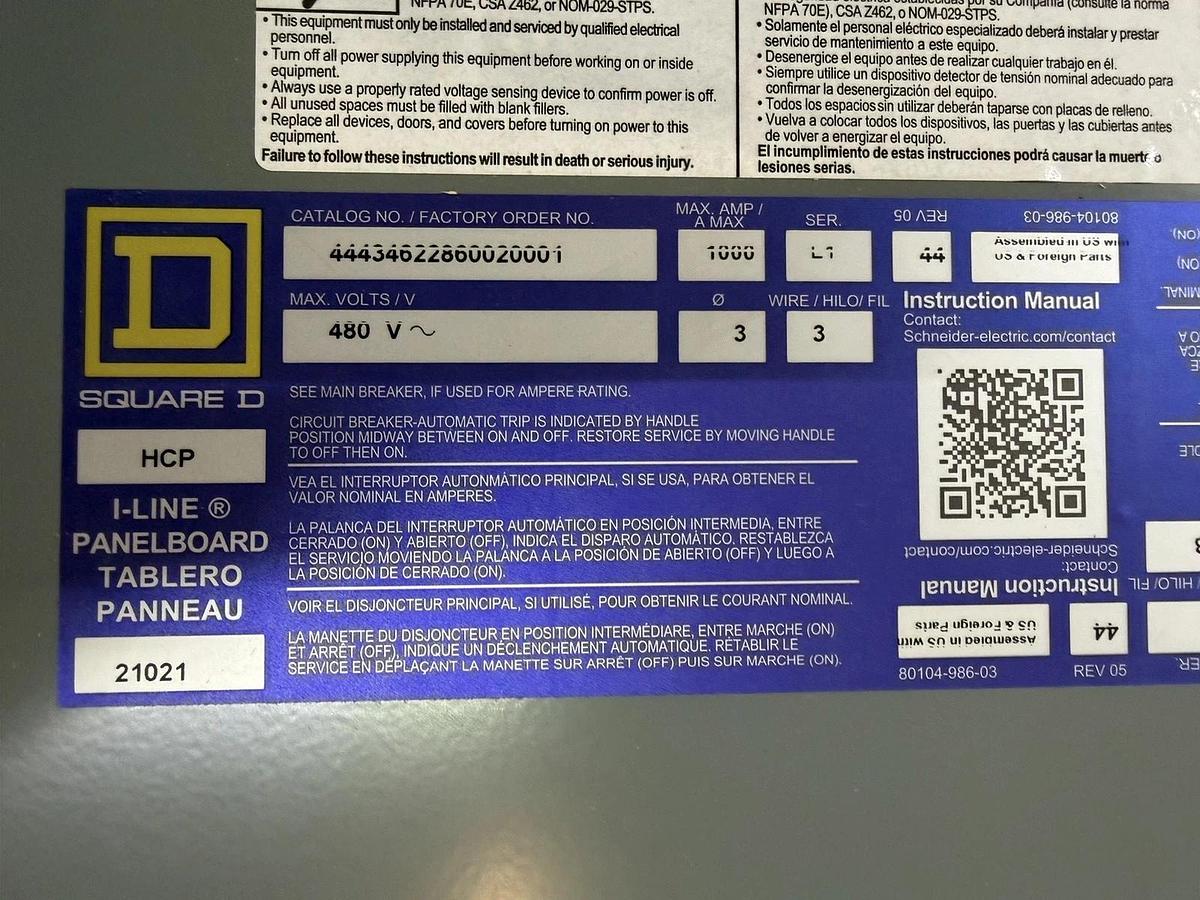 NFPA 70E, CSA Z462, or NOM-029-STPS.
• This equipment must only be installed and serviced by qualified electrical
personnel.
• Turn off all power supplying this equipment before working on or inside
equipment.
• Always use a properly rated voltage sensing device to confirm power is off.
• All unused spaces must be filled with blank fillers.
• Replace all devices, doors, and covers before turning on power to this
equipment.
Failure to follow these instructions will result in death or serious injury.
NFPA 70E), CSA Z462, o NOM-029-STPS.
• Solamente el personal eléctrico especializado deberá instalar y prestar
servicio de mantenimiento a este equipo.
• Desenergice el equipo antes de realizar cualquier trabajo en él.
• Siempre utilice un dispositivo detector de tensión nominal adecuado para
confirmar la desenergización del equipo.
• Todos los espacios sin utilizar deberán taparse con placas de relleno.
• Vuelva a colocar todos los dispositivos, las puertas y las cubiertas antes
de volver a energizar el equipo.
El incumplimiento de estas instrucciones podrá causar la muerte o
lesiones serias.
D
SQUARE D
HCP
I-LINE ®
PANELBOARD
TABLERO
PANNEAU
21021
CATALOG NO. / FACTORY ORDER NO.
44434622860020001
MAX. AMP /
A MAX
1000
SER.
L1
REV 05
44
80104-986-03
Assembled in US with
US & Foreign Parts
MAX. VOLTS / V
480 V ~
Ø
3
WIRE / HILO/ FIL
3
Instruction Manual
Contact:
Schneider-electric.com/contact
SEE MAIN BREAKER, IF USED FOR AMPERE RATING.
CIRCUIT BREAKER-AUTOMATIC TRIP IS INDICATED BY HANDLE
POSITION MIDWAY BETWEEN ON AND OFF. RESTORE SERVICE BY MOVING HANDLE
TO OFF THEN ON.
VEA EL INTERRUPTOR AUTONMÁTICO PRINCIPAL, SI SE USA, PARA OBTENER EL
VALOR NOMINAL EN AMPERES.
LA PALANCA DEL INTERRUPTOR AUTOMÁTICO EN POSICIÓN INTERMEDIA, ENTRE
CERRADO (ON) Y ABIERTO (OFF), INDICA EL DISPARO AUTOMÁTICO. RESTABLEZCA
EL SERVICIO MOVIENDO LA PALANCA A LA POSICIÓN DE ABIERTO (OFF) Y LUEGO A
LA POSICIÓN DE CERRADO (ON).
VOIR EL DISJONCTEUR PRINCIPAL, SI UTILISÉ, POUR OBTENIR LE COURANT NOMINAL.
LA MANETTE DU DISJONCTEUR EN POSITION INTERMÉDIARE, ENTRE MARCHE (ON)
ET ARRÊT (OFF), INDIQUE UN DÉCLENCHEMENT AUTOMATIQUE. RÉTABLIR LE
SERVICE EN DÉPLAÇANT LA MANETTE SUR ARRÊT (OFF) PUIS SUR MARCHE (ON).
Schneider-electric.com/contact
Contact:
Instruction Manual
Assembled in US with
US & Foreign Parts
44
80104-986-03
REV 05
/ HILO/ FIL